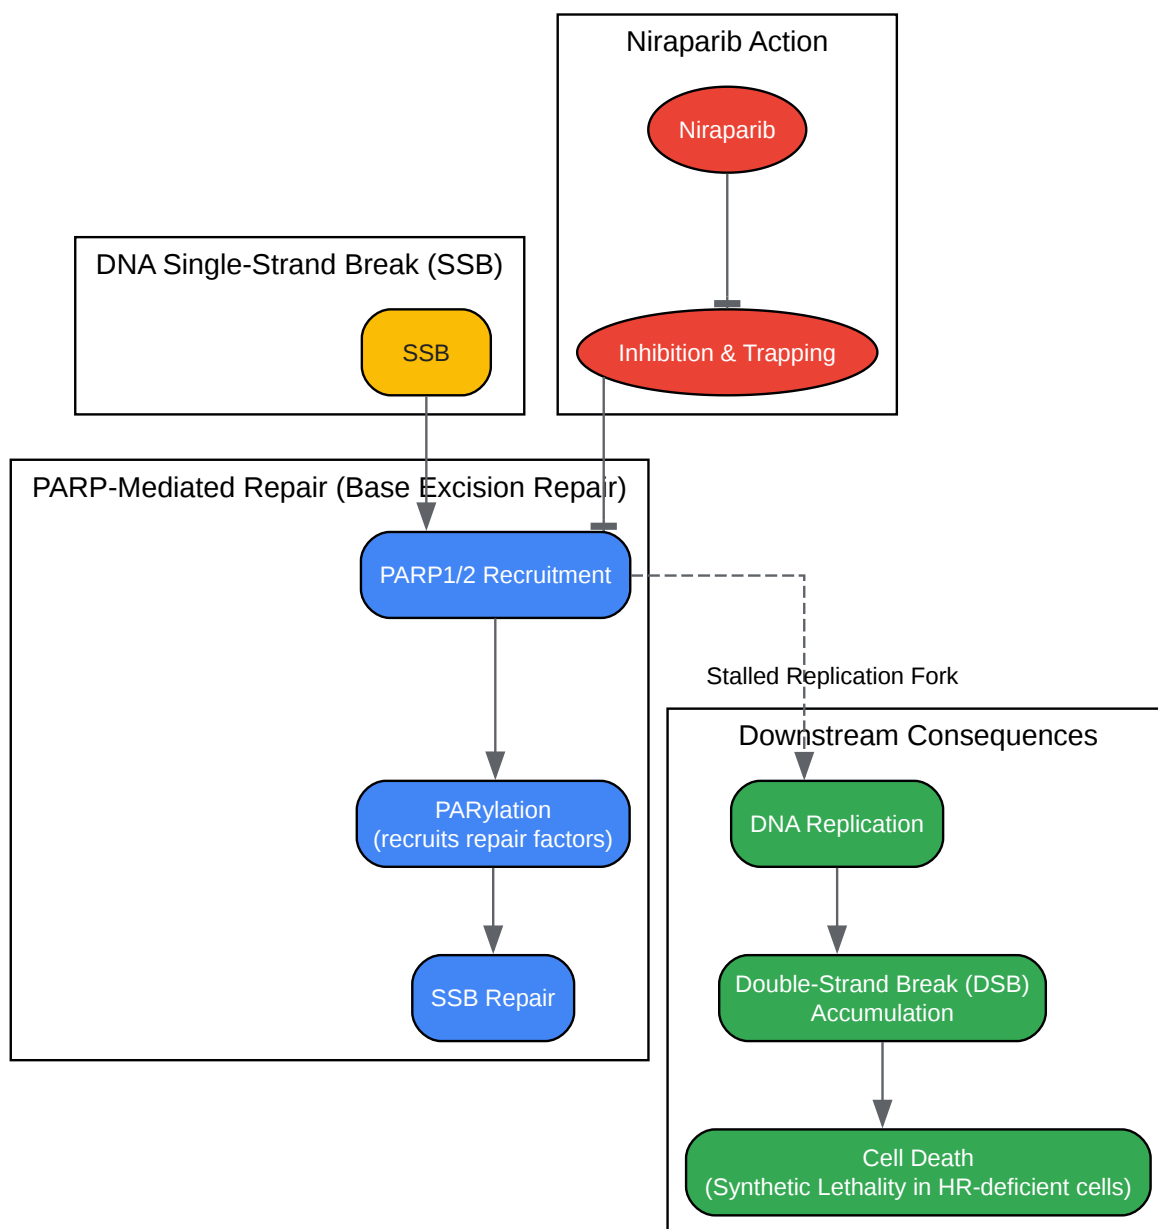 Niraparib Action
Niraparib
DNA Single-Strand Break (SSB)
SSB
Inhibition & Trapping
PARP-Mediated Repair (Base Excision Repair)
PARP1/2 Recruitment
Stalled Replication Fork
Downstream Consequences
PARylation
(recruits repair factors)
DNA Replication
SSB Repair
Double-Strand Break (DSB)
Accumulation
Cell Death
(Synthetic Lethality in HR-deficient cells)